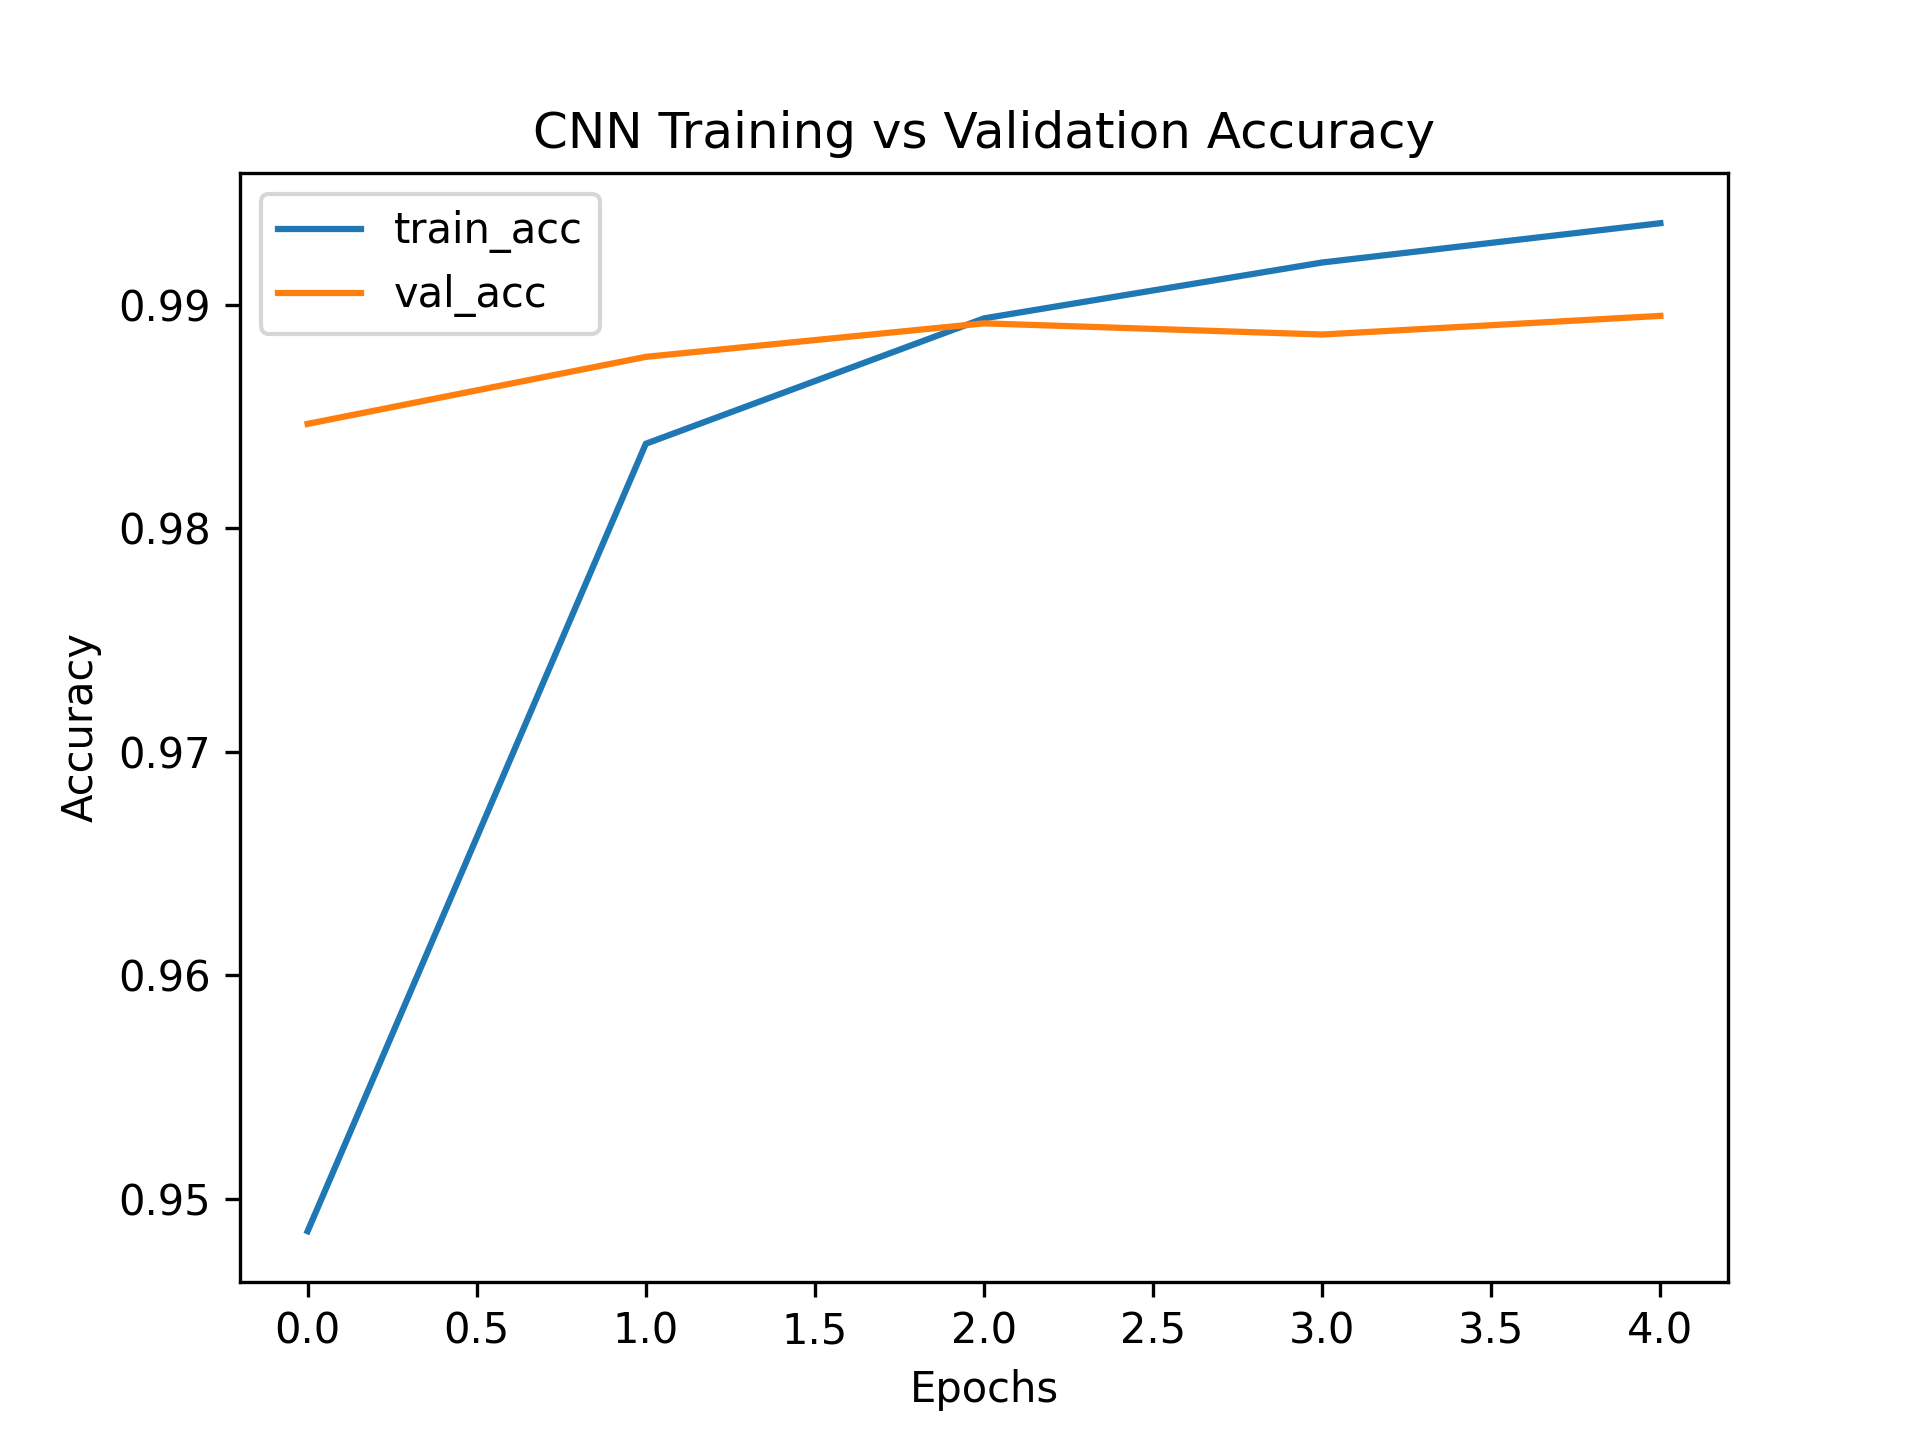 CNN Training vs Validation Accuracy
train_acc
val_acc
0.99
0.98
0.97
0.96
0.95
Accuracy
0.0 0.5 1.0 1.5 2.0 2.5 3.0 3.5 4.0
Epochs